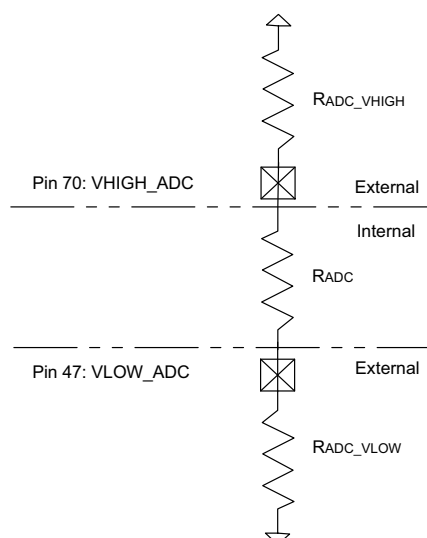 RADC_VHIGH
Pin 70: VHIGH_ADC
External
Internal
RADC
Pin 47: VLOW_ADC
External
RADC_VLOW